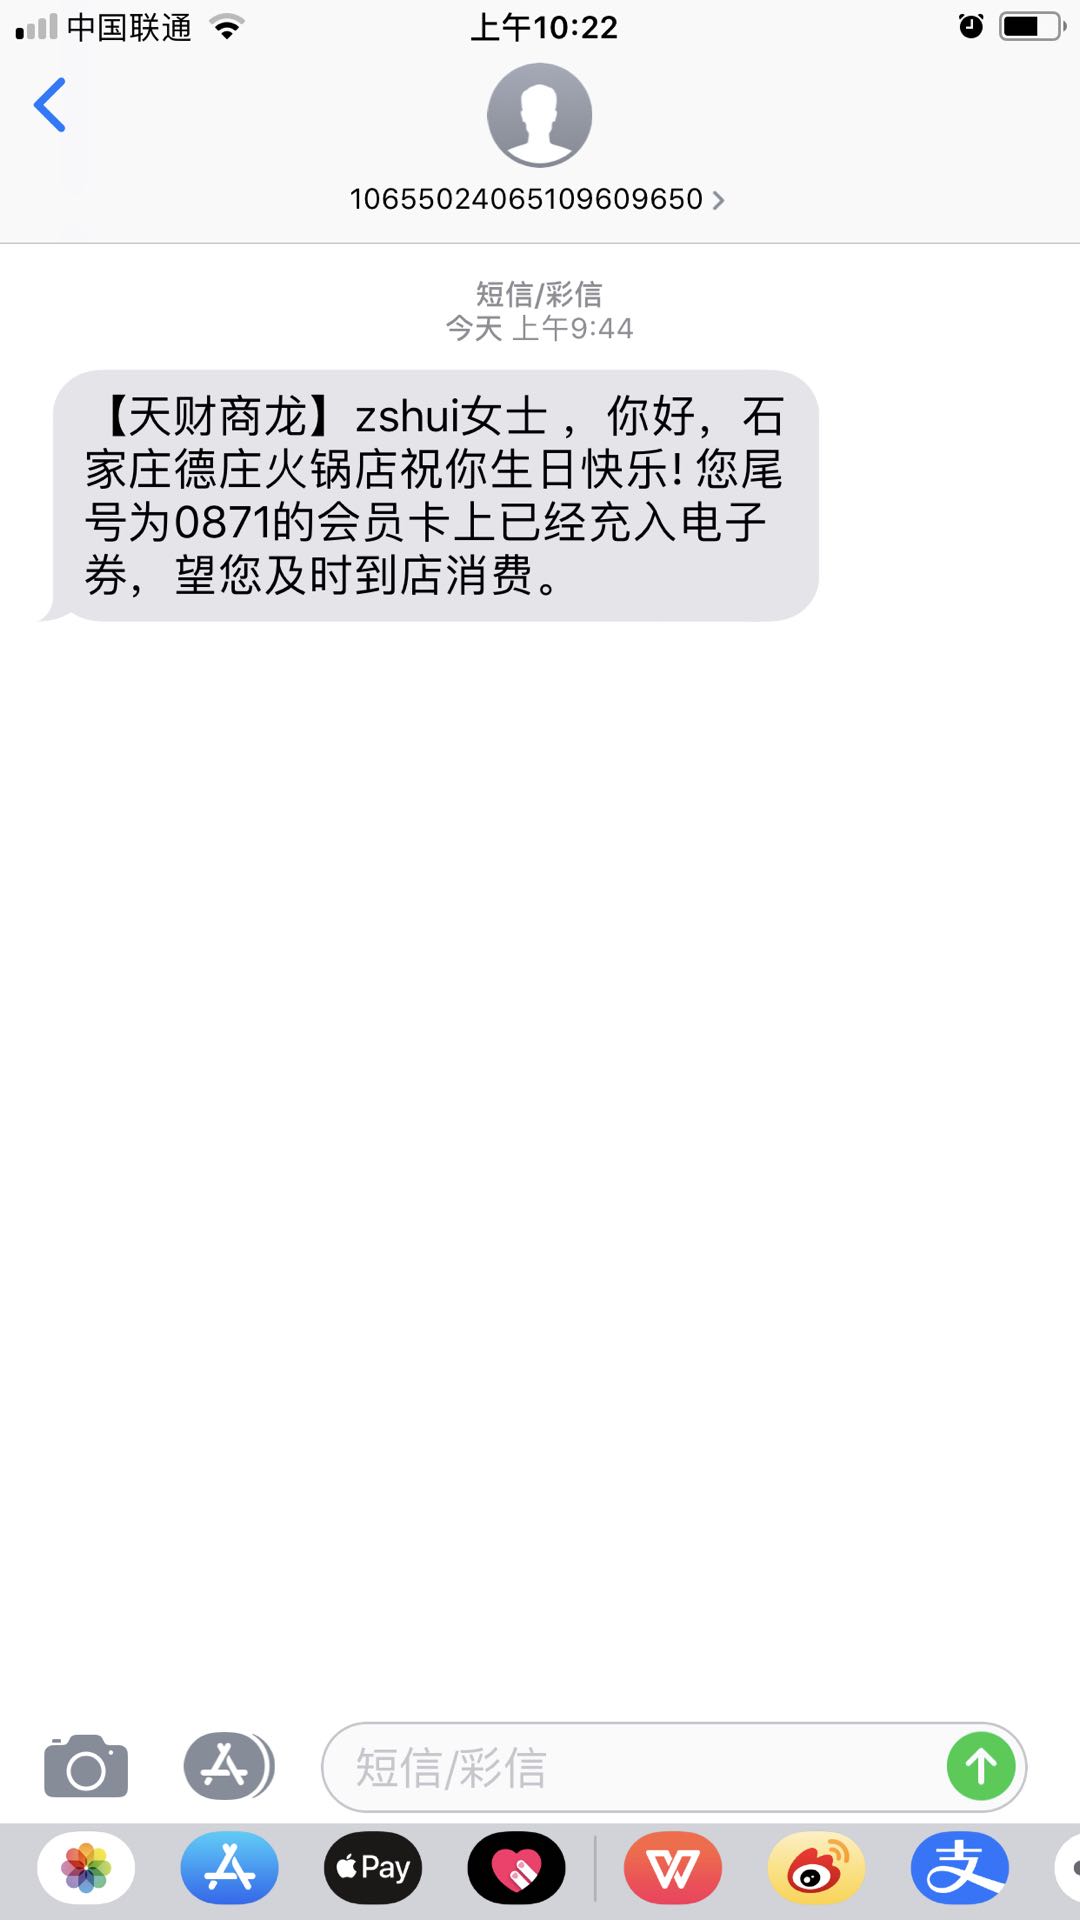 中国联通
上午10:22
10655024065109609650
短信/彩信
今天 上午9:44
【天财商龙】zshui女士 ，你好，石
家庄德庄火锅店祝你生日快乐! 您尾
号为0871的会员卡上已经充入电子
券，望您及时到店消费。
短信/彩信
Pay
支